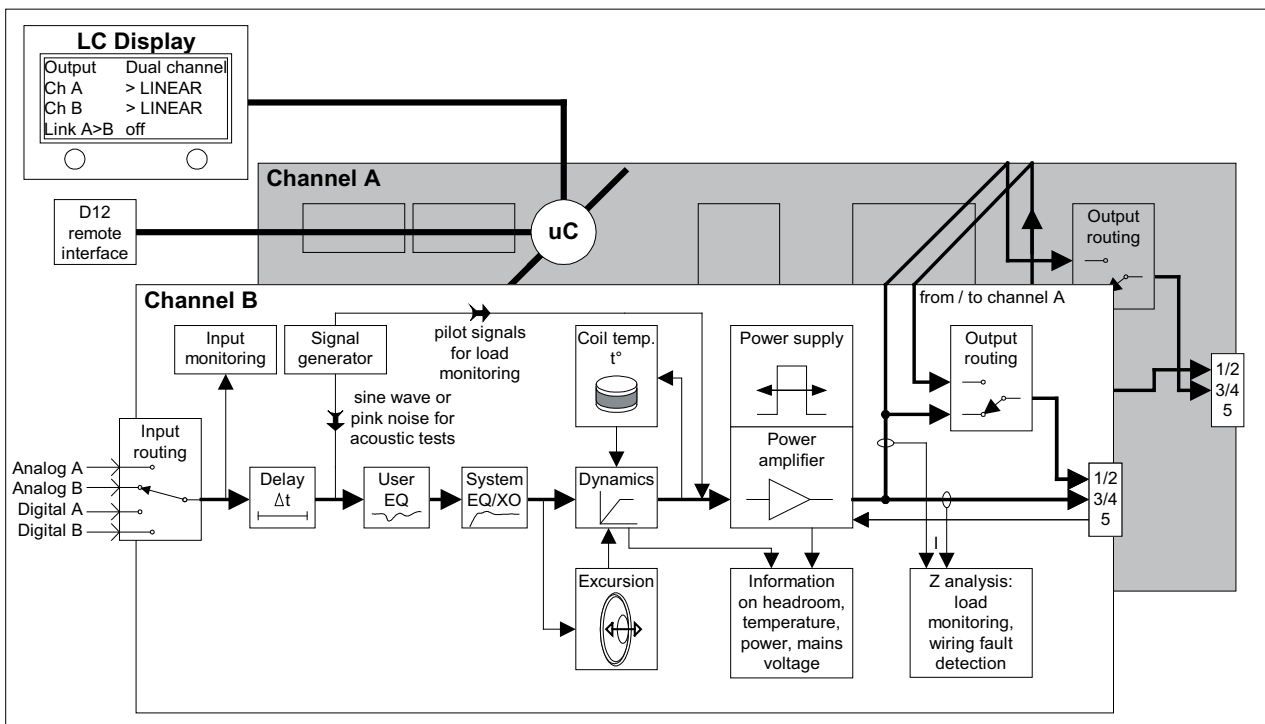 LC Display
Output Dual channel
Ch A > LINEAR
Ch B > LINEAR
Link A>B off
D12
remote
interface
uC
Channel A
Output
routing
1/2
3/4
5
Channel B
from / to channel A
Input
monitoring
Signal
generator
pilot signals
for load
monitoring
sine wave or
pink noise for
acoustic tests
Coil temp.
t°
Power supply
Output
routing
Input
routing
Analog A
Analog B
Digital A
Digital B
Delay
Δt
User
EQ
System
EQ/XO
Dynamics
Power
amplifier
1/2
3/4
5
I
Excursion
Information
on headroom,
temperature,
power, mains
voltage
Z analysis:
load
monitoring,
wiring fault
detection